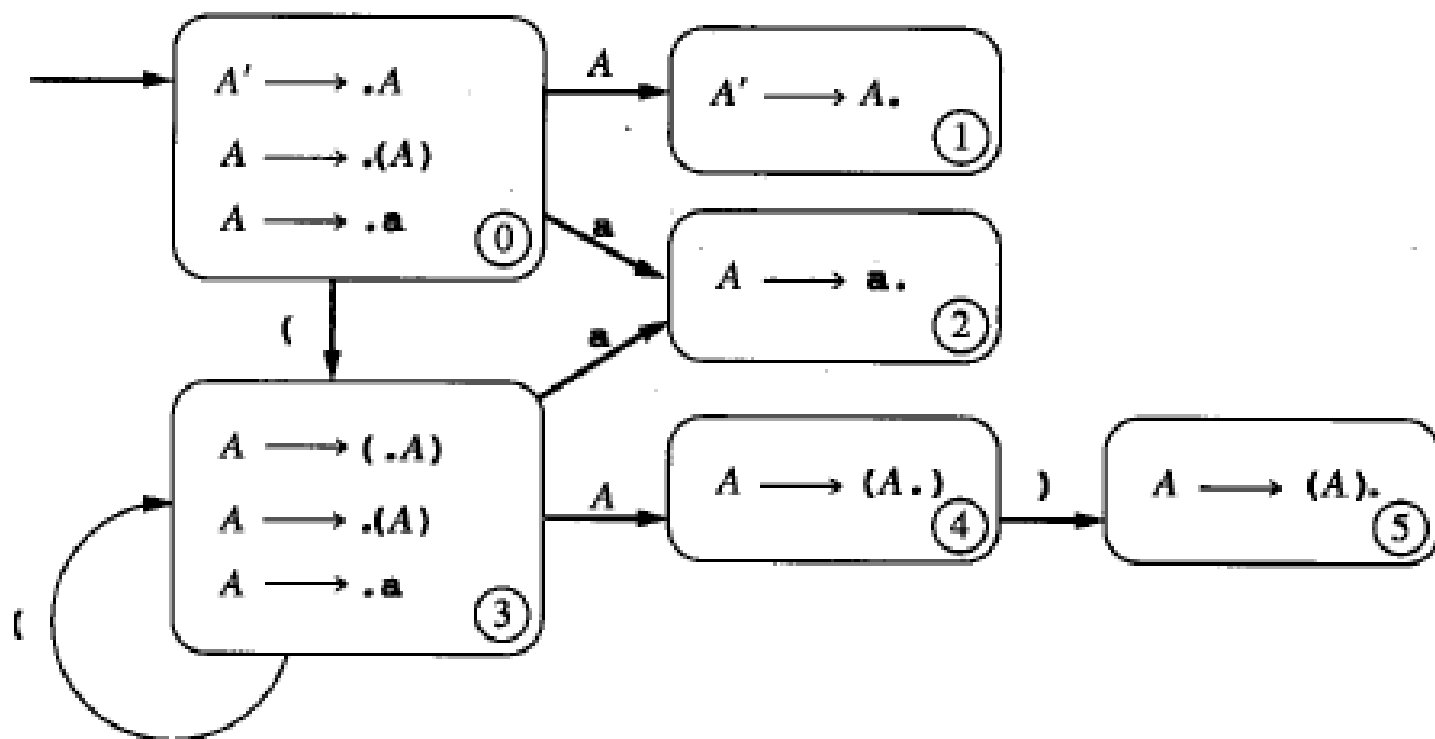 A' ⟶ .A
A ⟶ .(A)
A ⟶ .a
0
A
A' ⟶ A.
1
a
A ⟶ a.
2
(
a
A ⟶ (.A)
A ⟶ .(A)
A ⟶ .a
3
(
A
A ⟶ (A.)
4
)
A ⟶ (A).
5